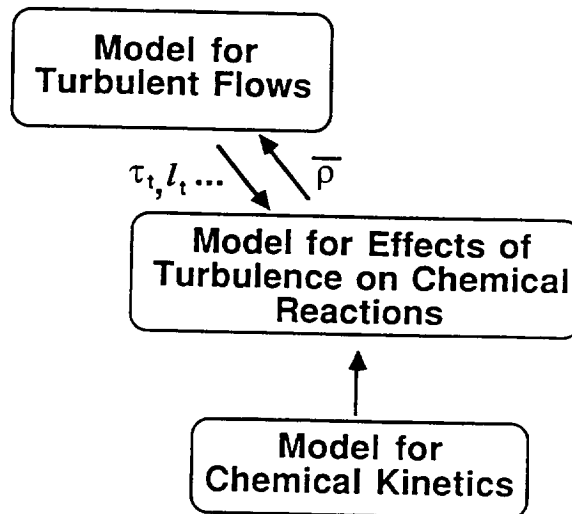 Model for
Turbulent Flows
τt, lt ...
ρ̅
Model for Effects of
Turbulence on Chemical
Reactions
Model for
Chemical Kinetics